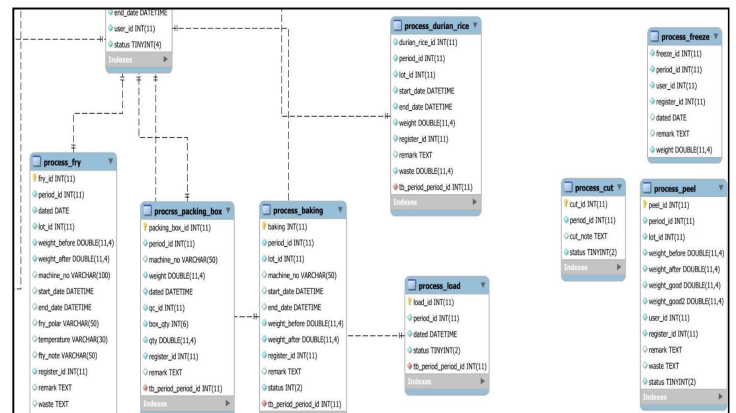 end_date DATETIME
user_id INT(11)
status TINYINT(4)
Indexes
process_fry
fry_id INT(11)
period_id INT(11)
dated DATE
lot_id INT(11)
weight_before DOUBLE(11,4)
weight_after DOUBLE(11,4)
machine_no VARCHAR(100)
start_date DATETIME
end_date DATETIME
fry_polar VARCHAR(50)
temperature VARCHAR(30)
fty_note VARCHAR(50)
register_id INT(11)
remark TEXT
waste TEXT
procrss_packing_box
packing_box_id INT(11)
period_id INT(11)
machine_no VARCHAR(50)
weight DOUBLE(11,4)
dated DATETIME
qc_id INT(11)
box_qty INT(6)
qty DOUBLE(11,4)
register_id INT(11)
remark TEXT
tb_period_period_id INT(11)
Indexes
process_baking
baking INT(11)
period_id INT(11)
lot_id INT(11)
machine_no VARCHAR(50)
start_date DATETIME
end_date DATETIME
weight_before DOUBLE(11,4)
weight_after DOUBLE(11,4)
register_id INT(11)
remark TEXT
status INT(2)
tb_period_period_id INT(11)
process_durian_rice
durian_rice_id INT(11)
period_id INT(11)
lot_id INT(11)
start_date DATETIME
end_date DATETIME
weight DOUBLE(11,4)
register_id INT(11)
remark TEXT
waste DOUBLE(11,4)
tb_period_period_id INT(11)
Indexes
process_load
load_id INT(11)
period_id INT(11)
dated DATETIME
status TINYINT(2)
tb_period_period_id INT(11)
Indexes
process_cut
cut_id INT(11)
period_id INT(11)
cut_note TEXT
status TINYINT(2)
Indexes
process_freeze
freeze_id INT(11)
period_id INT(11)
user_id INT(11)
register_id INT(11)
dated DATE
remark TEXT
weight DOUBLE(11,4)
process_peel
peel_id INT(11)
period_id INT(11)
lot_id INT(11)
weight_before DOUBLE(11,4)
weight_after DOUBLE(11,4)
weight_good DOUBLE(11,4)
weight_good2 DOUBLE(11,4)
user_id INT(11)
register_id INT(11)
remark TEXT
waste TEXT
status TINYINT(2)
Indexes